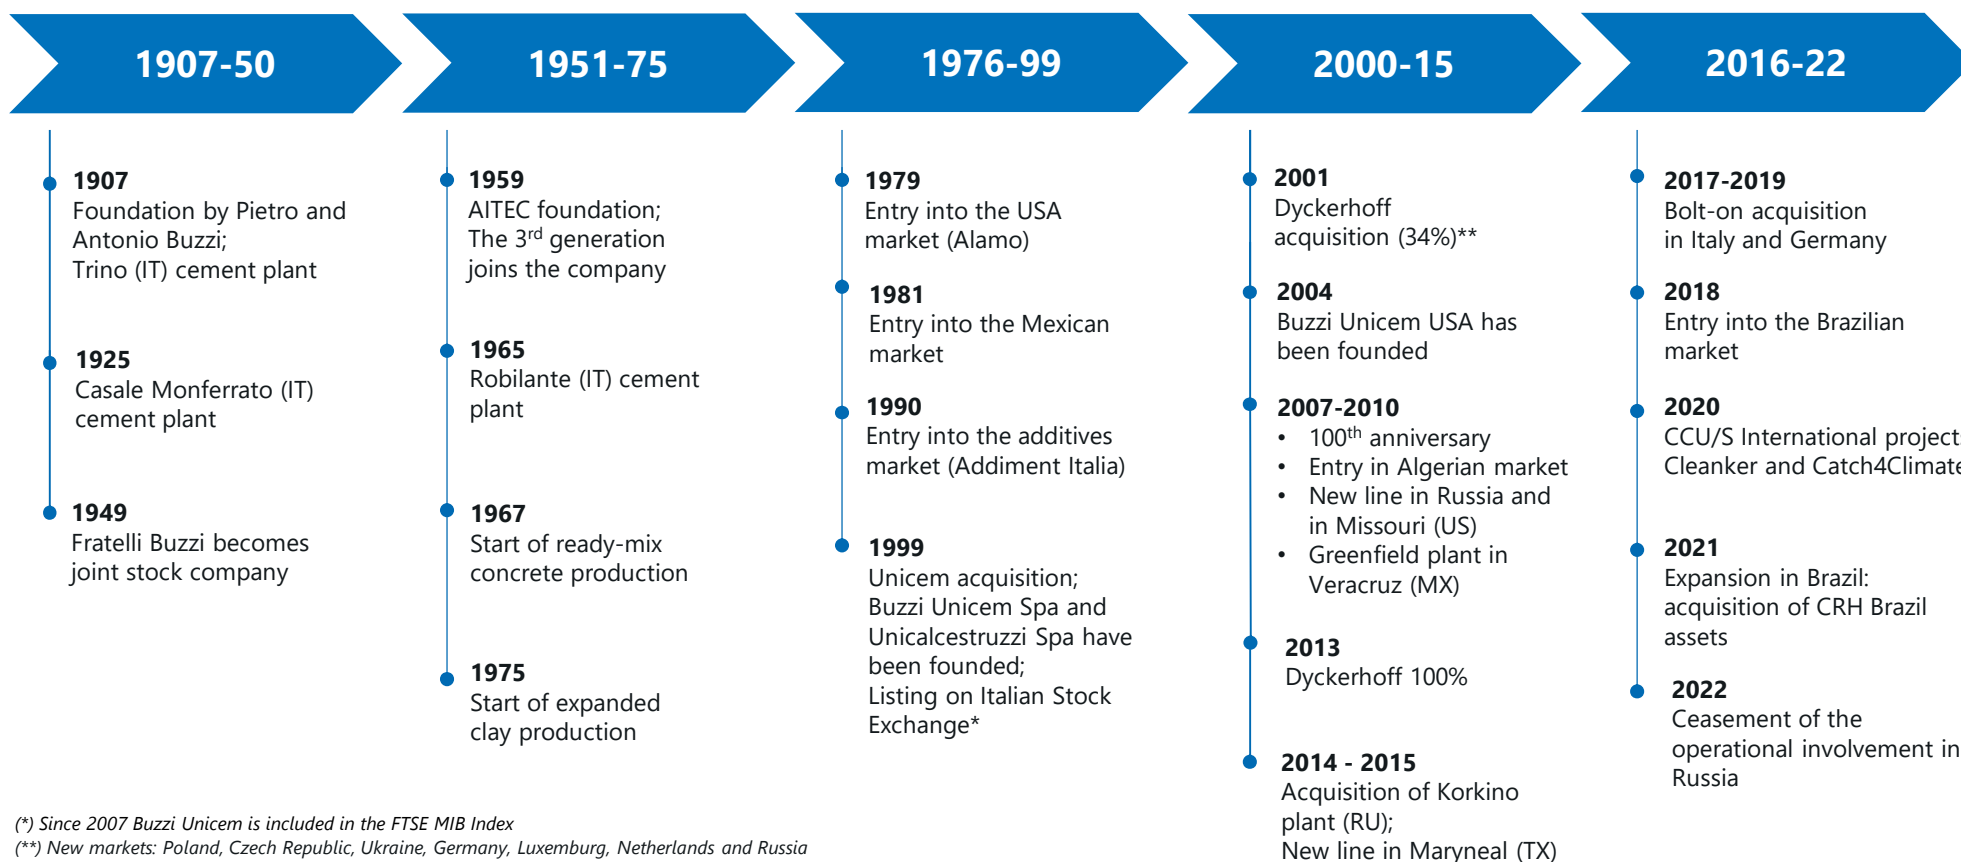 1907-50
1951-75
1976-99
2000-15
2016-22
1907
Foundation by Pietro and
Antonio Buzzi;
Trino (IT) cement plant
1925
Casale Monferrato (IT)
cement plant
1949
Fratelli Buzzi becomes
joint stock company
1959
AITEC foundation;
The 3rd generation
joins the company
1965
Robilante (IT) cement
plant
1967
Start of ready-mix
concrete production
1975
Start of expanded
clay production
1979
Entry into the USA
market (Alamo)
1981
Entry into the Mexican
market
1990
Entry into the additives
market (Addiment Italia)
1999
Unicem acquisition;
Buzzi Unicem Spa and
Unicalcestruzzi Spa have
been founded;
Listing on Italian Stock
Exchange*
2001
Dyckerhoff
acquisition (34%)**
2004
Buzzi Unicem USA has
been founded
2007-2010
• 100th anniversary
• Entry in Algerian market
• New line in Russia and
in Missouri (US)
• Greenfield plant in
Veracruz (MX)
2013
Dyckerhoff 100%
2014 - 2015
Acquisition of Korkino
plant (RU);
New line in Maryneal (TX)
2017-2019
Bolt-on acquisition
in Italy and Germany
2018
Entry into the Brazilian
market
2020
CCU/S International projects
Cleanker and Catch4Climate
2021
Expansion in Brazil:
acquisition of CRH Brazil
assets
2022
Ceasement of the
operational involvement in
Russia
(*) Since 2007 Buzzi Unicem is included in the FTSE MIB Index
(**) New markets: Poland, Czech Republic, Ukraine, Germany, Luxemburg, Netherlands and Russia